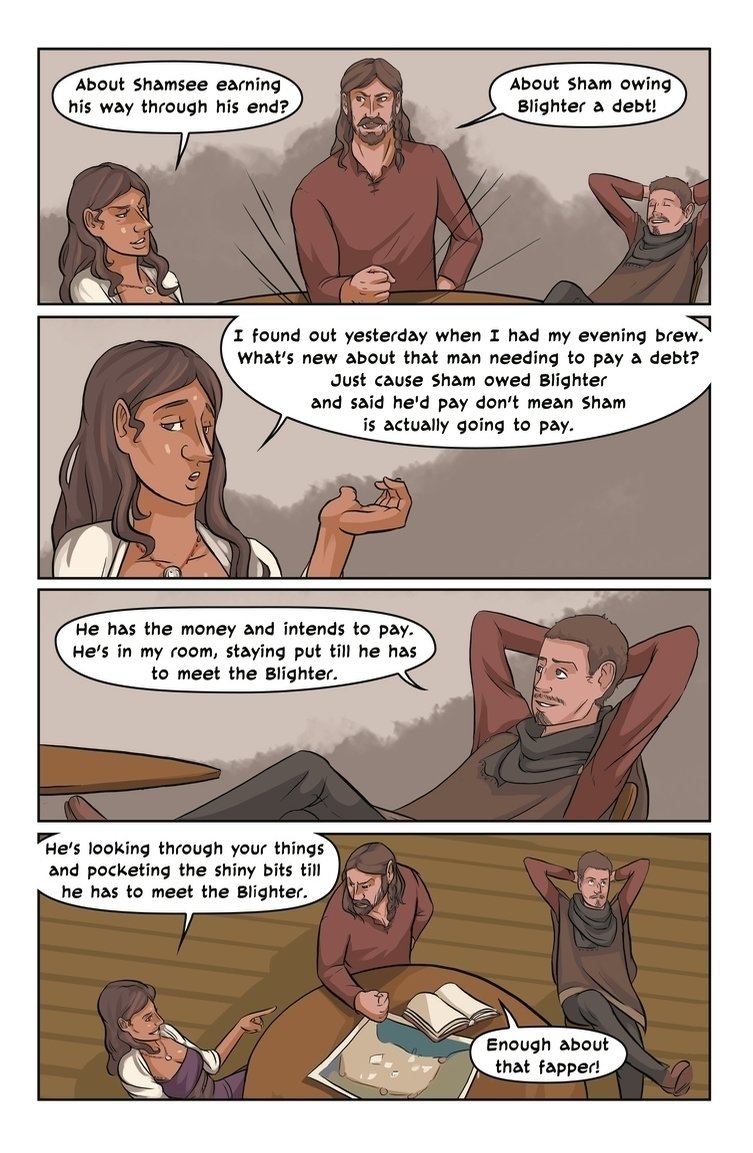 About Shamsee earning
his way through his end?
About Sham owing
Blighter a debt!
I found out yesterday when I had my evening brew.
What's new about that man needing to pay a debt?
Just cause Sham owed Blighter
and said he'd pay don't mean Sham
is actually going to pay.
He has the money and intends to pay.
He's in my room, staying put till he has
to meet the Blighter.
He's looking through your things
and pocketing the shiny bits till
he has to meet the Blighter.
Enough about
that fapper!